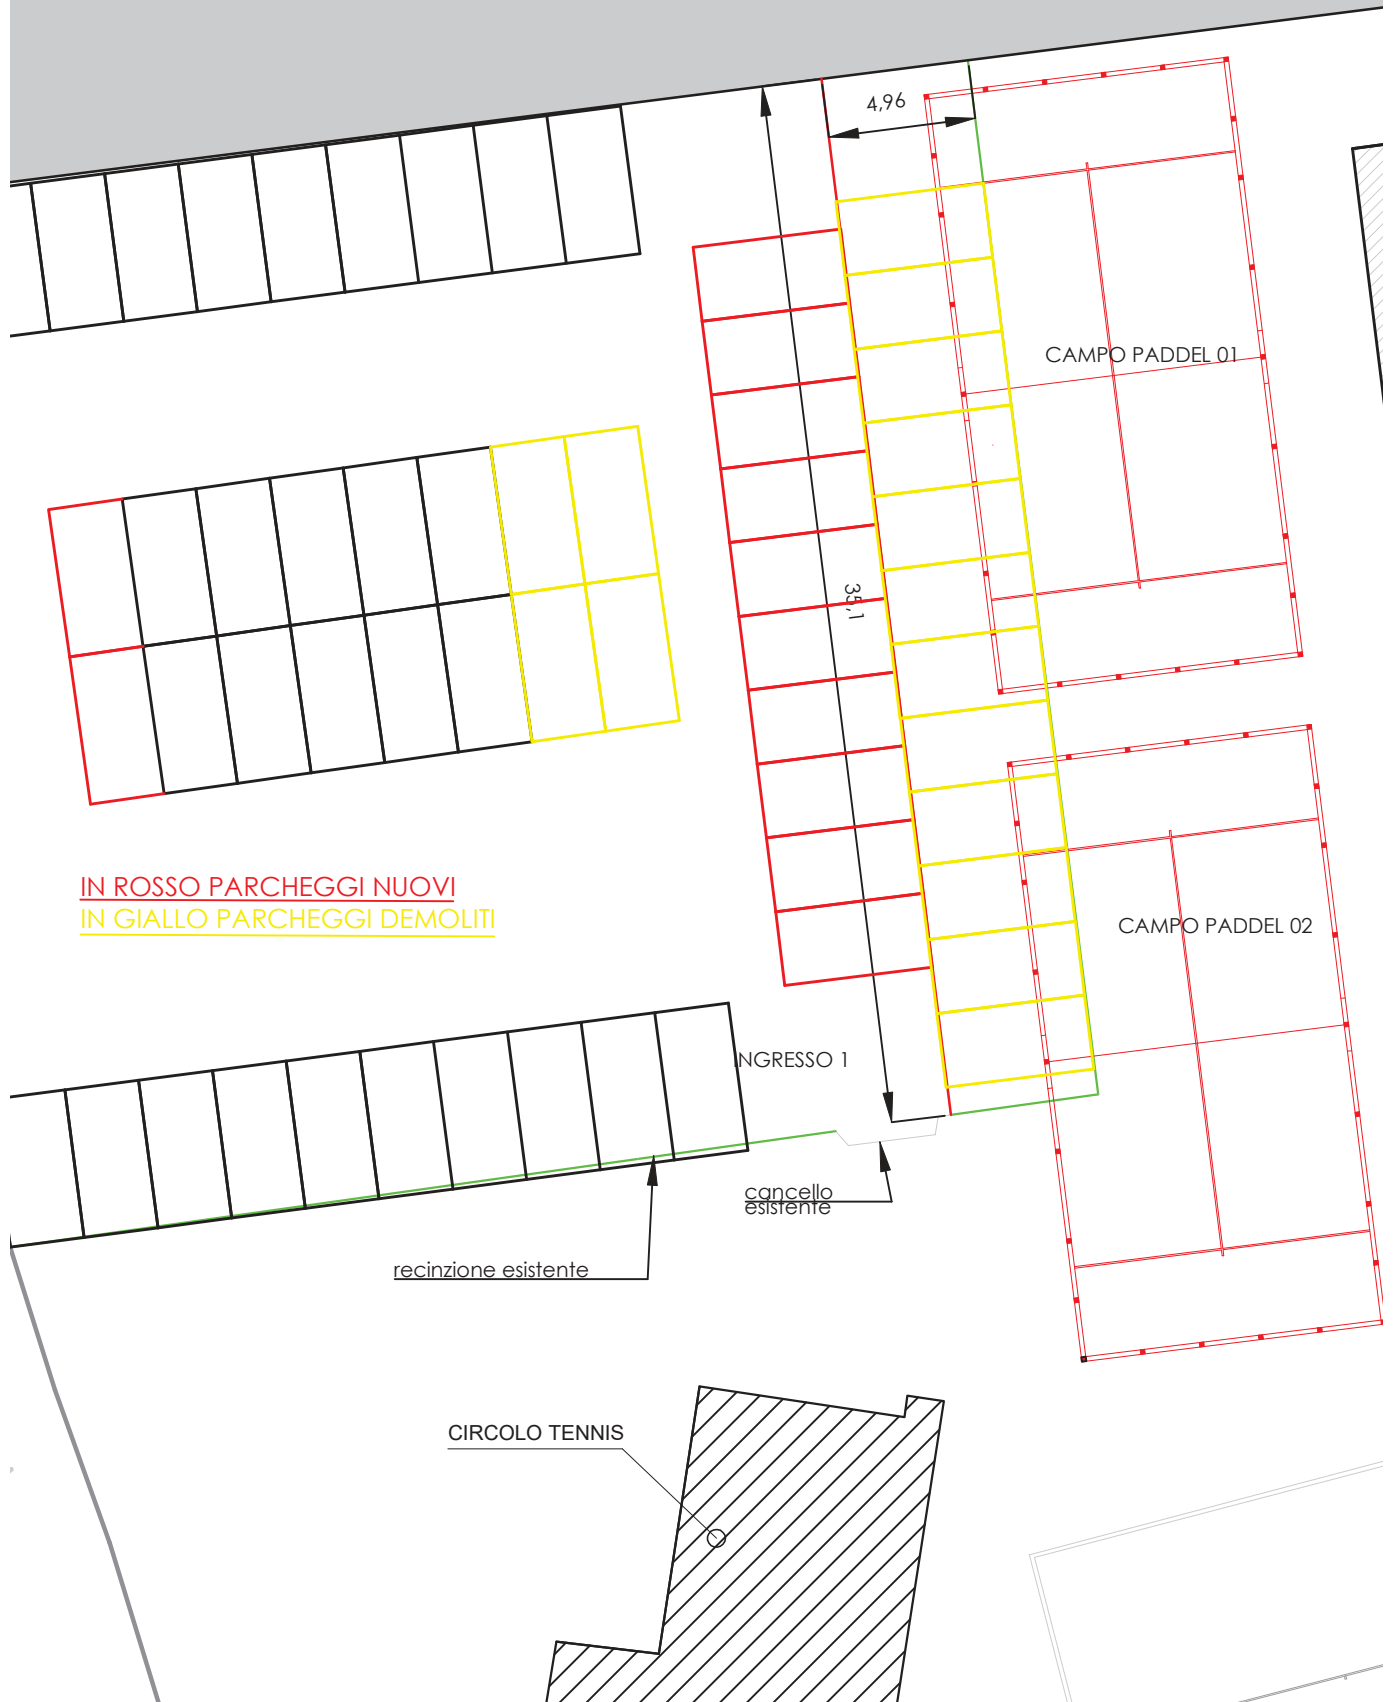 4,96
CAMPO PADDEL 01
35,1
IN ROSSO PARCHEGGI NUOVI
IN GIALLO PARCHEGGI DEMOLITI
CAMPO PADDEL 02
NGRESSO 1
cancello
esistente
recinzione esistente
CIRCOLO TENNIS